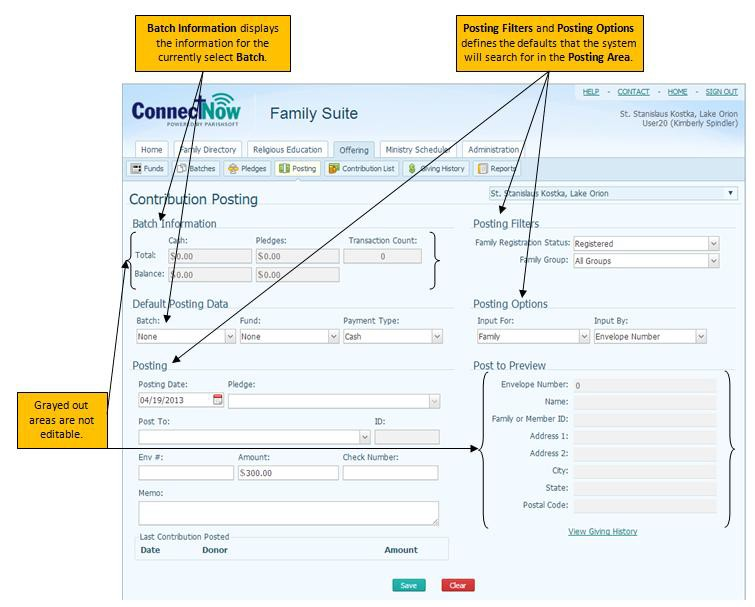 Batch Information displays
the information for the
currently select Batch.
Posting Filters and Posting Options
defines the defaults that the system
will search for in the Posting Area.
HELP - CONTACT - HOME - SIGN OUT
ConnectNow
POWERED BY PARISHSOFT
Family Suite
St. Stanislaus Kostka, Lake Orion
User20 (Kimberly Spindler)
Home Family Directory Religious Education Offering Ministry Scheduler Administration
Funds Batches Pledges Posting Contribution List Giving History Reports
Contribution Posting
St. Stanislaus Kostka, Lake Orion
Batch Information
Cash: Pledges: Transaction Count:
Total: $0.00 $0.00 0
Balance: $0.00 $0.00
Posting Filters
Family Registration Status: Registered
Family Group: All Groups
Default Posting Data
Batch: Fund: Payment Type:
None None Cash
Posting Options
Input For: Input By:
Family Envelope Number
Posting
Posting Date: Pledge:
04/19/2013
Post To: ID:
Env #: Amount: Check Number:
$300.00
Memo:
Last Contribution Posted
Date Donor Amount
Post to Preview
Envelope Number: 0
Name:
Family or Member ID:
Address 1:
Address 2:
City:
State:
Postal Code:
View Giving History
Grayed out
areas are not
editable.
Save Clear